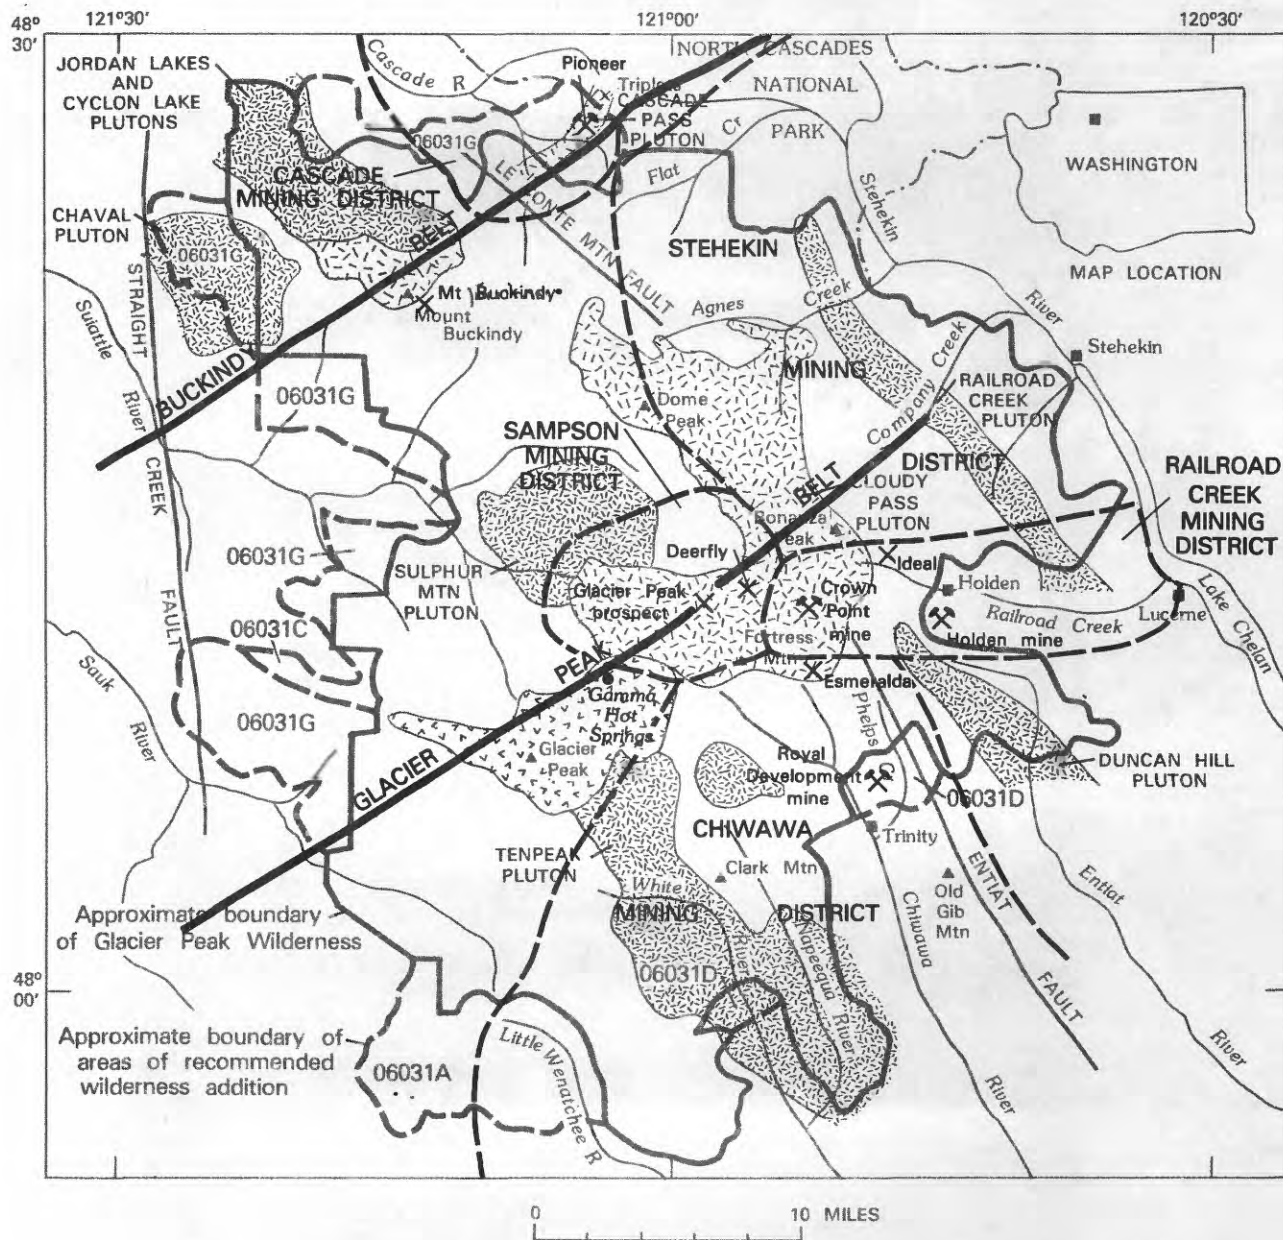 121°30'
121°00'
120°30'
48°
30'
JORDAN LAKES
AND
CYCLON LAKE
PLUTONS
Cascade R
Pioneer
Triplets
CASCADE
PASS
PLUTON
NORTH CASCADES
NATIONAL
PARK
Flat Cr
WASHINGTON
MAP LOCATION
06031G
CASCADE
MINING DISTRICT
LE CONTE MTN FAULT
CHAVAL
PLUTON
06031G
STEHEKIN
Stehekin
River
Stehekin
Mt Buckindy
Mount
Buckindy
Agnes Creek
MINING
DISTRICT
Suiattle
River
STRAIGHT
CREEK
FAULT
BUCKINDY
BELT
06031G
Dome
Peak
Company Creek
RAILROAD
CREEK
PLUTON
SAMPSON
MINING
DISTRICT
BELT
CLOUDY
PASS
PLUTON
RAILROAD
CREEK
MINING
DISTRICT
Bonanza
Peak
06031G
Deerfly
Ideal
SULPHUR
MTN
PLUTON
Glacier Peak
prospect
Crown
Point
mine
Holden
Railroad
Creek
Lucerne
Lake Chelan
06031C
Fortress
Mtn
Holden mine
PEAK
Esmeralda
Sauk
River
06031G
Gamma
Hot
Springs
Phelps
Cr
GLACIER
Glacier
Peak
Royal
Development
mine
DUNCAN HILL
PLUTON
06031D
CHIWAWA
Trinity
TENPEAK
PLUTON
Clark Mtn
ENTIAT
FAULT
Entiat
River
White
River
MINING
DISTRICT
Old
Gib
Mtn
Chiwawa
River
Approximate boundary
of Glacier Peak Wilderness
Napeequa River
06031D
48°
00'
Approximate boundary of
areas of recommended
wilderness addition
06031A
Little Wenatchee R
0
10 MILES